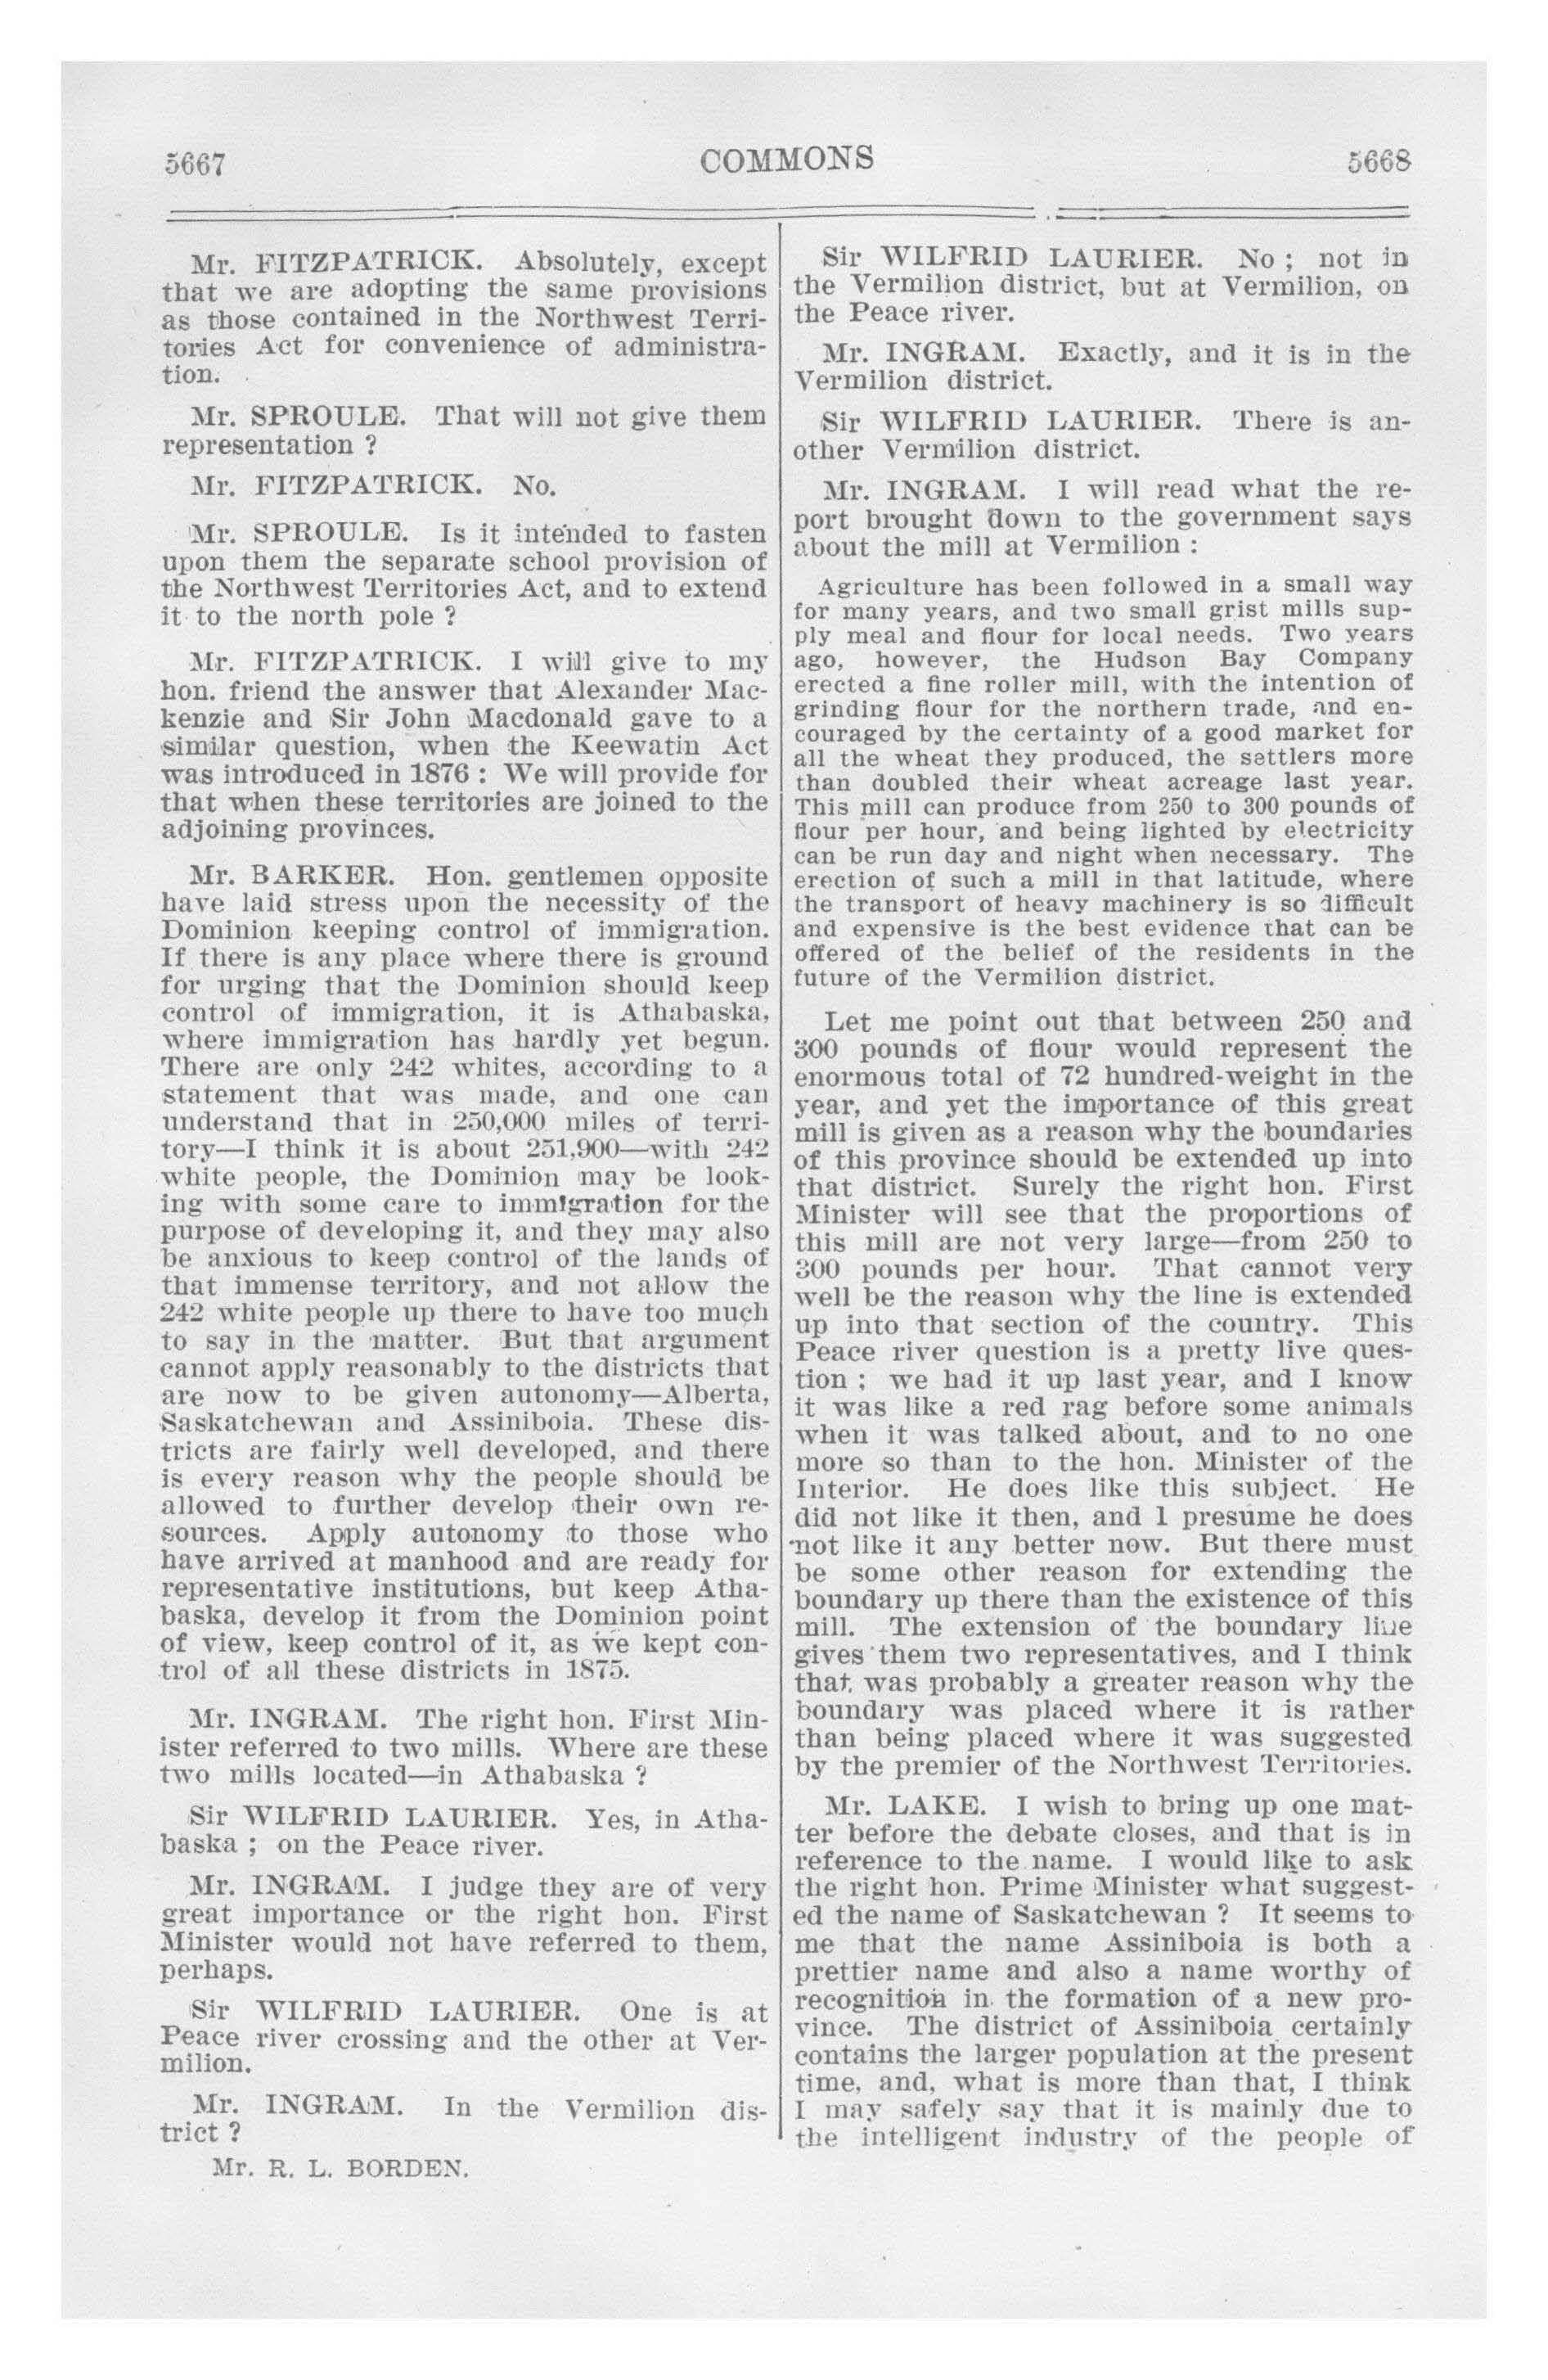 5667 COMMONS 5668
Mr. FITZPATRICK. Absolutely, except
that we are adopting the same provisions
as those contained in the Northwest Terri-
tories Act for convenience of administra-
tion.
Mr. SPROULE. That will not give them
representation ?
Mr. FITZPATRICK. No.
Mr. SPROULE. Is it intended to fasten
upon them the separate school provision of
the Northwest Territories Act, and to extend
it to the north pole ?
Mr. FITZPATRICK. I will give to my
hon. friend the answer that Alexander Mac-
kenzie and Sir John Macdonald gave to a
similar question, when the Keewatin Act
was introduced in 1876 : We will provide for
that when these territories are joined to the
adjoining provinces.
Mr. BARKER. Hon. gentlemen opposite
have laid stress upon the necessity of the
Dominion keeping control of immigration.
If there is any place where there is ground
for urging that the Dominion should keep
control of immigration, it is Athabaska,
where immigration has hardly yet begun.
There are only 242 whites, according to a
statement that was made, and one can
understand that in 250,000 miles of terri-
tory—I think it is about 251,900—with 242
white people, the Dominion may be look-
ing with some care to immigration for the
purpose of developing it, and they may also
be anxious to keep control of the lands of
that immense territory, and not allow the
242 white people up there to have too much
to say in the matter. But that argument
cannot apply reasonably to the districts that
are now to be given autonomy—Alberta,
Saskatchewan and Assiniboia. These dis-
tricts are fairly well developed, and there
is every reason why the people should be
allowed to further develop their own re-
sources. Apply autonomy to those who
have arrived at manhood and are ready for
representative institutions, but keep Atha-
baska, develop it from the Dominion point
of view, keep control of it, as we kept con-
trol of all these districts in 1875.
Mr. INGRAM. The right hon. First Min-
ister referred to two mills. Where are these
two mills located—in Athabaska ?
Sir WILFRID LAURIER. Yes, in Atha-
baska ; on the Peace river.
Mr. INGRAM. I judge they are of very
great importance or the right hon. First
Minister would not have referred to them,
perhaps.
Sir WILFRID LAURIER. One is at
Peace river crossing and the other at Ver-
milion.
Mr. INGRAM. In the Vermilion dis-
trict ?
Mr. R. L. BORDEN.
Sir WILFRID LAURIER. No ; not in
the Vermilion district, but at Vermilion, on
the Peace river.
Mr. INGRAM. Exactly, and it is in the
Vermilion district.
Sir WILFRID LAURIER. There is an-
other Vermilion district.
Mr. INGRAM. I will read what the re-
port brought down to the government says
about the mill at Vermilion :
Agriculture has been followed in a small way
for many years, and two small grist mills sup-
ply meal and flour for local needs. Two years
ago, however, the Hudson Bay Company
erected a fine roller mill, with the intention of
grinding flour for the northern trade, and en-
couraged by the certainty of a good market for
all the wheat they produced, the settlers more
than doubled their wheat acreage last year.
This mill can produce from 250 to 300 pounds of
flour per hour, and being lighted by electricity
can be run day and night when necessary. The
erection of such a mill in that latitude, where
the transport of heavy machinery is so difficult
and expensive is the best evidence that can be
offered of the belief of the residents in the
future of the Vermilion district.
Let me point out that between 250 and
300 pounds of flour would represent the
enormous total of 72 hundred-weight in the
year, and yet the importance of this great
mill is given as a reason why the boundaries
of this province should be extended up into
that district. Surely the right hon. First
Minister will see that the proportions of
this mill are not very large—from 250 to
300 pounds per hour. That cannot very
well be the reason why the line is extended
up into that section of the country. This
Peace river question is a pretty live ques-
tion ; we had it up last year, and I know
it was like a red rag before some animals
when it was talked about, and to no one
more so than to the hon. Minister of the
Interior. He does like this subject. He
did not like it then, and I presume he does
not like it any better now. But there must
be some other reason for extending the
boundary up there than the existence of this
mill. The extension of the boundary line
gives them two representatives, and I think
that was probably a greater reason why the
boundary was placed where it is rather
than being placed where it was suggested
by the premier of the Northwest Territories.
Mr. LAKE. I wish to bring up one mat-
ter before the debate closes, and that is in
reference to the name. I would like to ask
the right hon. Prime Minister what suggest-
ed the name of Saskatchewan ? It seems to
me that the name Assiniboia is both a
prettier name and also a name worthy of
recognition in the formation of a new pro-
vince. The district of Assiniboia certainly
contains the larger population at the present
time, and, what is more than that, I think
I may safely say that it is mainly due to
the intelligent industry of the people of